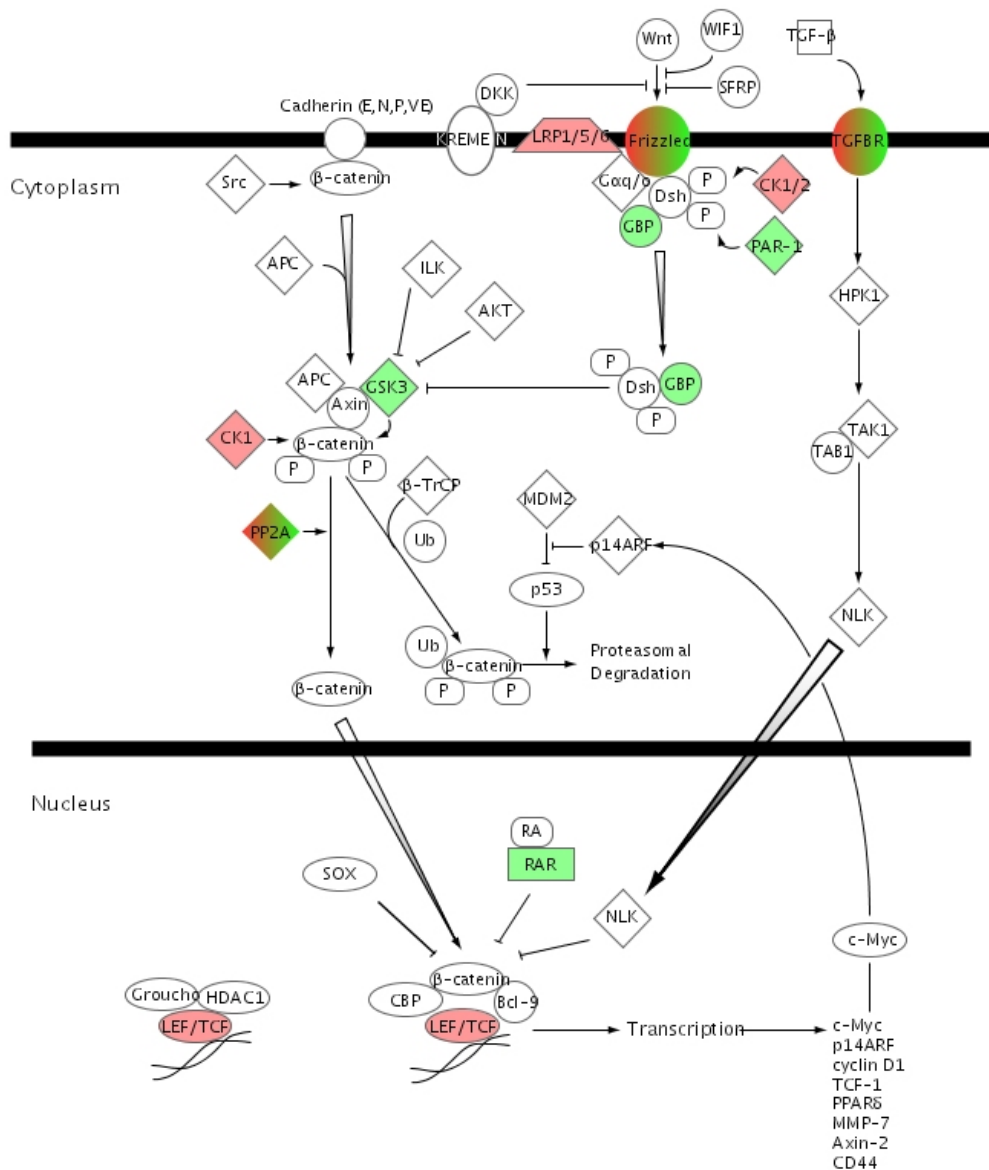 Wnt
WIF1
TGF-β
DKK
SFRP
Cadherin (E,N,P,VE)
KREMEN
LRP1/5/6
Frizzled
TGFBR
Cytoplasm
Src
β-catenin
Gαq/o
Dsh
P
P
CK1/2
GBP
PAR-1
APC
ILK
HPK1
AKT
APC
GSK3
P
Dsh
GBP
Axin
P
CK1
β-catenin
P
P
TAK1
TAB1
β-TrCP
MDM2
PP2A
Ub
p14ARF
p53
NLK
Ub
β-catenin
P
P
Proteasomal
Degradation
β-catenin
Nucleus
RA
RAR
SOX
NLK
c-Myc
β-catenin
CBP
Bcl-9
LEF/TCF
Groucho
HDAC1
LEF/TCF
Transcription
c-Myc
p14ARF
cyclin D1
TCF-1
PPARδ
MMP-7
Axin-2
CD44